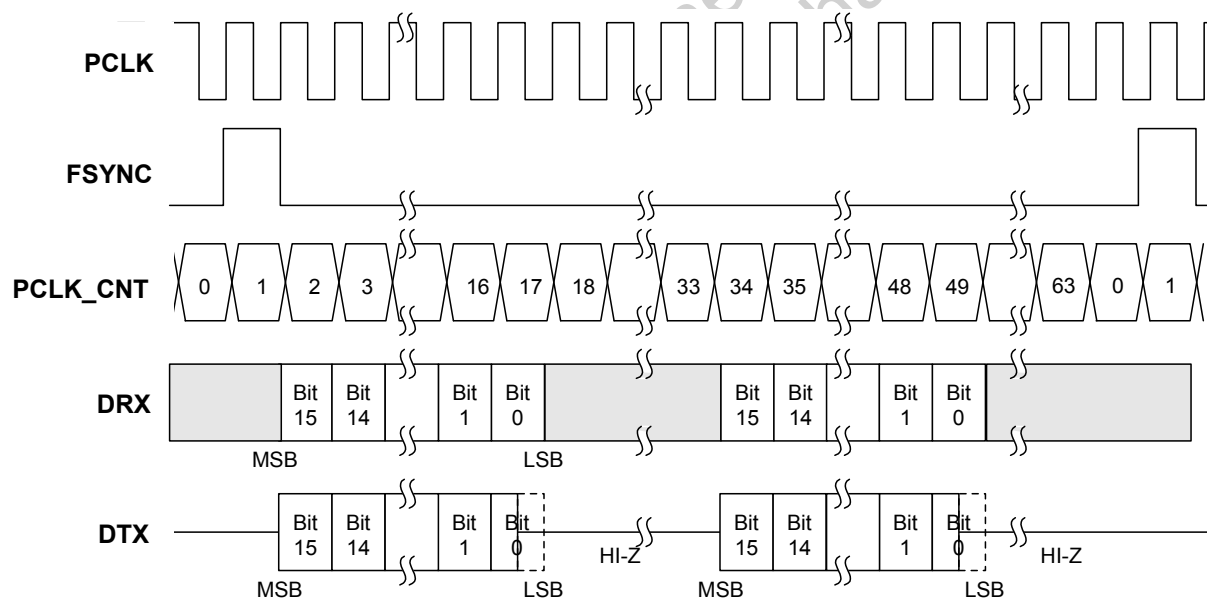 PCLK
FSYNC
PCLK_CNT
0 1 2 3 16 17 18 33 34 35 48 49 63 0 1
DRX
Bit 15 Bit 14 Bit 1 Bit 0 Bit 15 Bit 14 Bit 1 Bit 0
MSB LSB
DTX
Bit 15 Bit 14 Bit 1 Bit 0 Bit 15 Bit 14 Bit 1 Bit 0
HI-Z HI-Z
MSB LSB MSB LSB